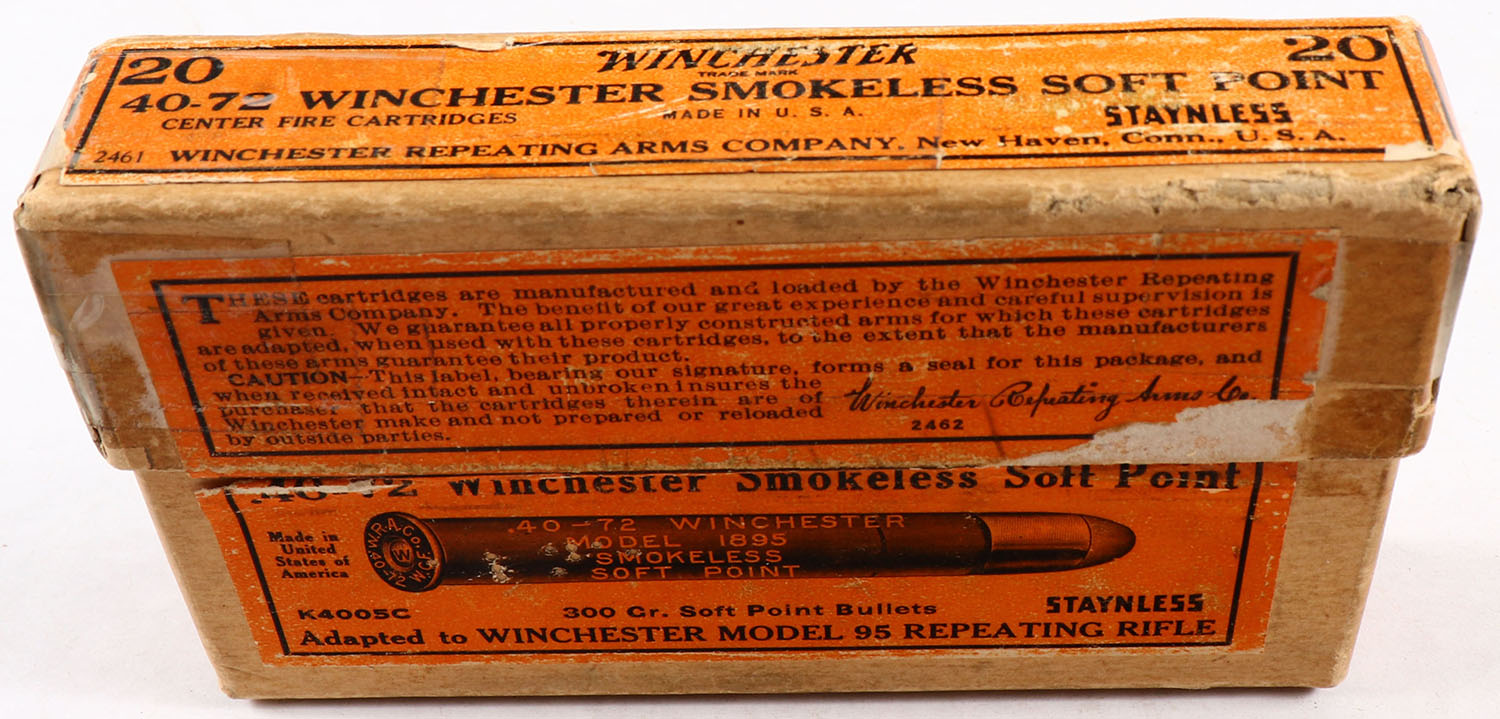 20 WINCHESTER 20
TRADE MARK
40-72 WINCHESTER SMOKELESS SOFT POINT
CENTER FIRE CARTRIDGES MADE IN U. S. A. STAYNLESS
2461 WINCHESTER REPEATING ARMS COMPANY, New Haven, Conn., U. S. A.
THESE cartridges are manufactured and loaded by the Winchester Repeating
Arms Company. The benefit of our great experience and careful supervision is
given. We guarantee all properly constructed arms for which these cartridges
are adapted, when used with these cartridges, to the extent that the manufacturers
of these arms guarantee their product.
CAUTION—This label, bearing our signature, forms a seal for this package, and
when received intact and unbroken insures the
purchaser that the cartridges therein are of
Winchester make and not prepared or reloaded
by outside parties.
Winchester Repeating Arms Co.
2462
.40-72 Winchester Smokeless Soft Point
Made in
United
States of
America
W.R.A.Co.
W.C.F.
40-72
W
.40-72 WINCHESTER
MODEL 1895
SMOKELESS
SOFT POINT
K4005C 300 Gr. Soft Point Bullets STAYNLESS
Adapted to WINCHESTER MODEL 95 REPEATING RIFLE